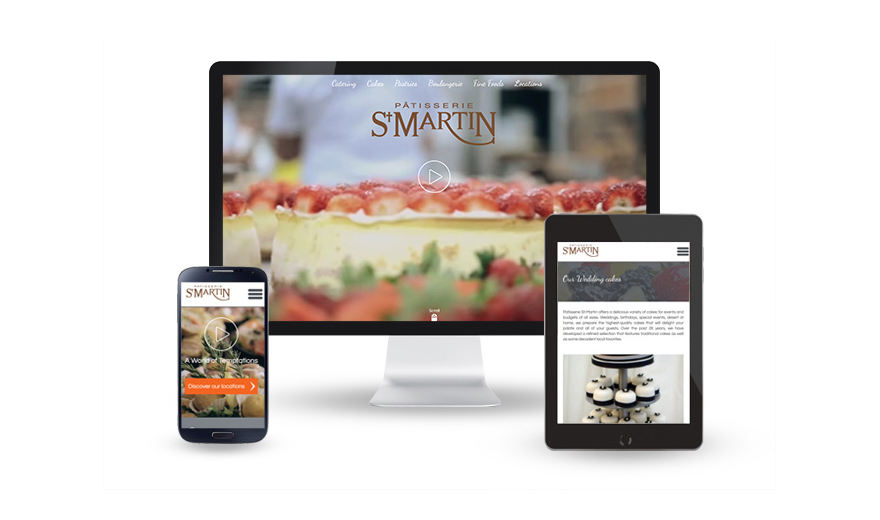 Catering Cakes Pastries Boulangerie Fine Foods Locations
PÂTISSERIE
St MARTIN
Scroll
PATISSERIE
St MARTIN
A World of Temptations
Discover our locations
PATISSERIE
St MARTIN
Our Wedding cakes
Patisserie St-Martin offers a delicious variety of cakes for events and
budgets of all sizes. Weddings, birthdays, special events, dessert at
home, we prepare the highest-quality cakes that will delight your
palate and all of your guests. Over the past 28 years, we have
developed a refined selection that features traditional cakes as well
as some decadent local favorites.